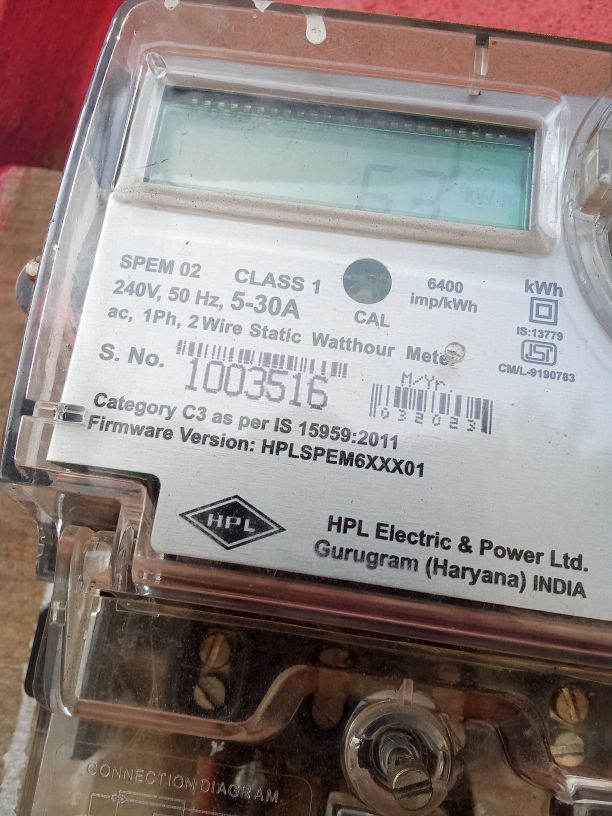 63 kWh
SPEM 02 CLASS 1
6400
imp/kWh
kWh
240V, 50 Hz, 5-30A
CAL
IS:13779
ac, 1Ph, 2 Wire Static Watthour Meter
ISI
CM/L-9190783
S. No. 1003516
M/Yr
032023
Category C3 as per IS 15959:2011
Firmware Version: HPLSPEM6XXX01
HPL
HPL Electric & Power Ltd.
Gurugram (Haryana) INDIA
CONNECTION DIAGRAM